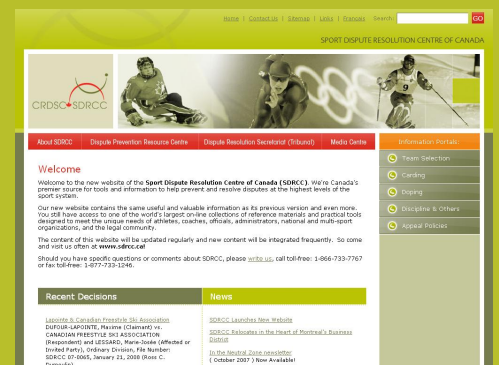 Home | Contact Us | Sitemap | Links | Français Search: GO
SPORT DISPUTE RESOLUTION CENTRE OF CANADA
CRDSC SDRCC
9
About SDRCC Dispute Prevention Resource Centre Dispute Resolution Secretariat (Tribunal) Media Centre Information Portals:
Team Selection
Carding
Doping
Discipline & Others
Appeal Policies
Welcome
Welcome to the new website of the Sport Dispute Resolution Centre of Canada (SDRCC). We're Canada's
premier source for tools and information to help prevent and resolve disputes at the highest levels of the
sport system.
Our new website contains the same useful and valuable information as its previous version and even more.
You still have access to one of the world's largest on-line collections of reference materials and practical tools
designed to meet the unique needs of athletes, coaches, officials, administrators, national and multi-sport
organizations, and the legal community.
The content of this website will be updated regularly and new content will be integrated frequently. So come
and visit us often at www.sdrcc.ca!
Should you have specific questions or comments about SDRCC, please write us, call toll-free: 1-866-733-7767
or fax toll-free: 1-877-733-1246.
Recent Decisions
Lapointe & Canadian Freestyle Ski Association
DUFOUR-LAPOINTE, Maxime (Claimant) vs.
CANADIAN FREESTYLE SKI ASSOCIATION
(Respondent) and LESSARD, Marie-Josée (Affected or
Invited Party), Ordinary Division, File Number:
SDRCC 07-0065, January 21, 2008 (Ross C.
News
SDRCC Launches New Website
SDRCC Relocates in the Heart of Montreal's Business
District
In the Neutral Zone newsletter
( October 2007 ) Now Available!